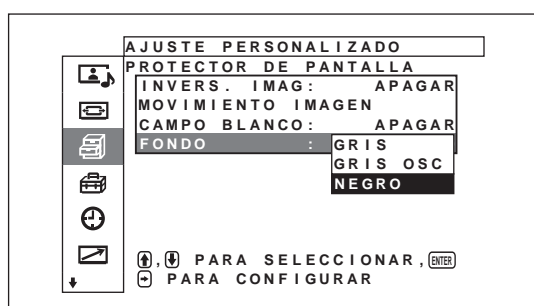 AJUSTE PERSONALIZADO
PROTECTOR DE PANTALLA
INVERS. IMAG: APAGAR
MOVIMIENTO IMAGEN
CAMPO BLANCO: APAGAR
FONDO : GRIS
GRIS OSC
NEGRO
, PARA SELECCIONAR, ENTER
PARA CONFIGURAR